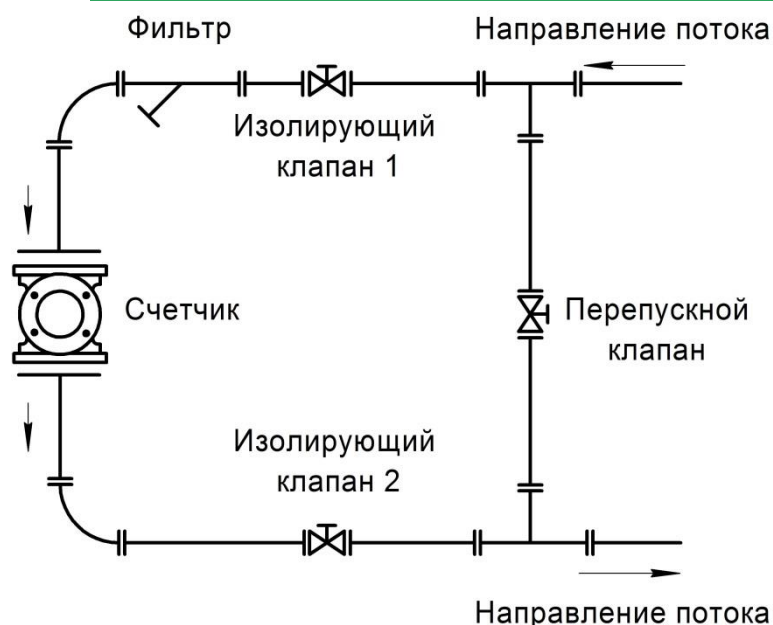 Фильтр
Направление потока
Изолирующий
клапан 1
Счетчик
Перепускной
клапан
Изолирующий
клапан 2
Направление потока